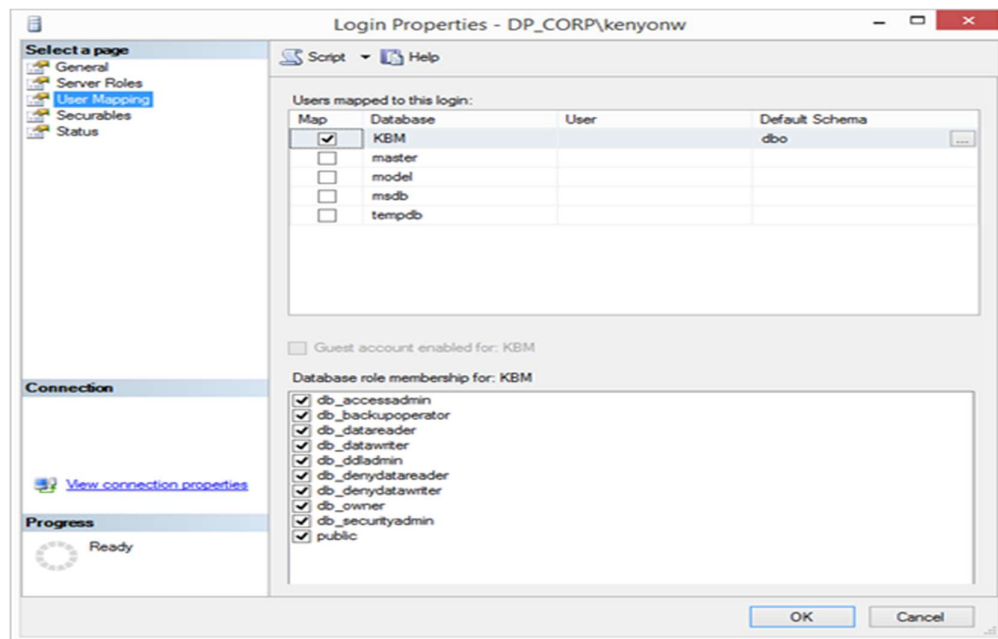 Login Properties - DP_CORP\kenyonw
Select a page
General
Server Roles
User Mapping
Securables
Status
Script
Help
Users mapped to this login:
Map Database User Default Schema
KBM dbo ...
master
model
msdb
tempdb
Guest account enabled for: KBM
Database role membership for: KBM
db_accessadmin
db_backupoperator
db_datareader
db_datawriter
db_ddladmin
db_denydatareader
db_denydatawriter
db_owner
db_securityadmin
public
Connection
View connection properties
Progress
Ready
OK
Cancel